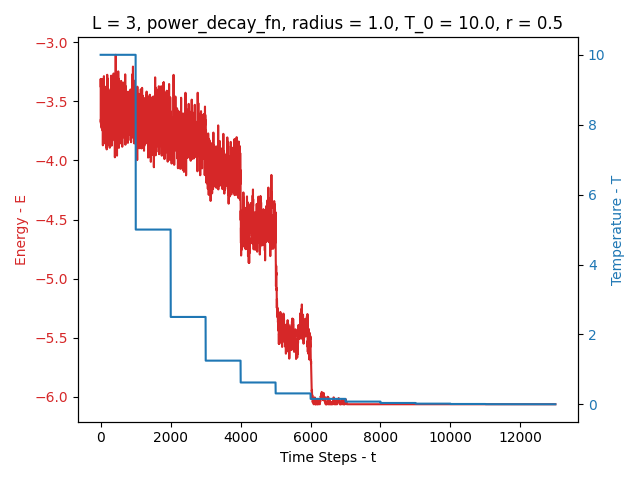 L = 3, power_decay_fn, radius = 1.0, T_0 = 10.0, r = 0.5
−3.0
−3.5
−4.0
−4.5
−5.0
−5.5
−6.0
Energy - E
10
8
6
4
2
0
Temperature - T
0 2000 4000 6000 8000 10000 12000
Time Steps - t